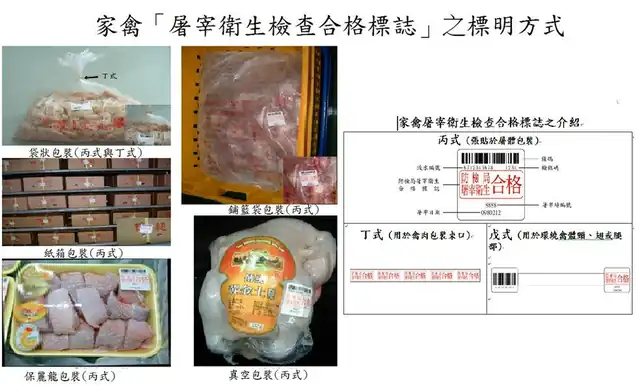 家禽「屠宰衛生檢查合格標誌」之標明方式
丁式
袋狀包裝(丙式與丁式)
紙箱包裝(丙式)
保麗龍包裝(丙式)
鋪籃袋包裝(丙式)
真空包裝(丙式)
家禽屠宰衛生檢查合格標誌之介紹
丙式 (張貼於屠體包裝)
條碼
流水編號
檢驗碼
防檢局屠宰衛生
合格標誌
防檢局
屠宰衛生
合格
屠宰場編號
屠宰日期
0980212
丁式 (用於禽肉包裝束口)
戊式 (用於環繞禽體頸、翅或腿部)